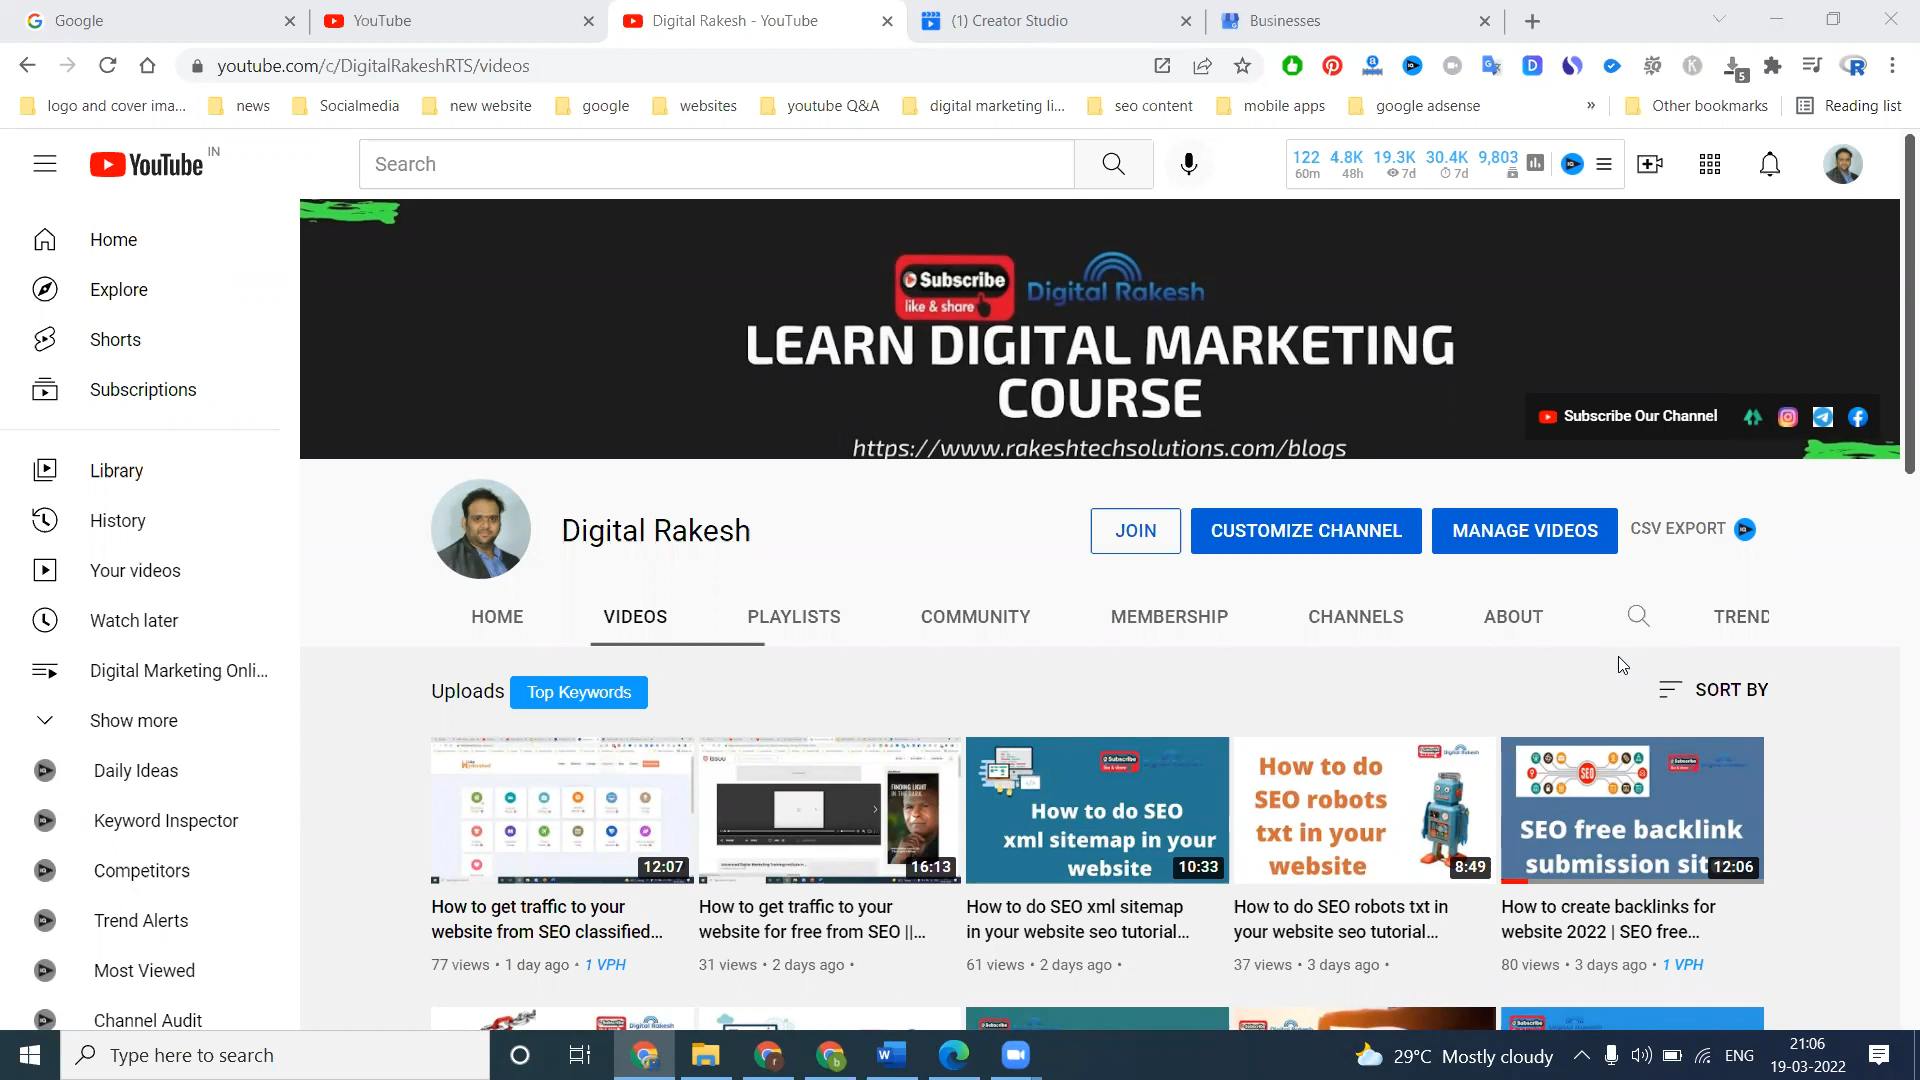 Google
YouTube
Digital Rakesh - YouTube
(1) Creator Studio
Businesses
youtube.com/c/DigitalRakeshRTS/videos
5
logo and cover ima...
news
Socialmedia
new website
google
websites
youtube Q&A
digital marketing li...
seo content
mobile apps
google adsense
»
Other bookmarks
Reading list
YouTube IN
Search
122 4.8K 19.3K 30.4K 9,803
60m 48h 7d 7d
Home
Explore
Shorts
Subscriptions
Library
History
Your videos
Watch later
Digital Marketing Onli...
Show more
Daily Ideas
Keyword Inspector
Competitors
Trend Alerts
Most Viewed
Channel Audit
Subscribe
like & share
Digital Rakesh
LEARN DIGITAL MARKETING
COURSE
https://www.rakeshtechsolutions.com/blogs
Subscribe Our Channel
Digital Rakesh
JOIN
CUSTOMIZE CHANNEL
MANAGE VIDEOS
CSV EXPORT
HOME
VIDEOS
PLAYLISTS
COMMUNITY
MEMBERSHIP
CHANNELS
ABOUT
TREND
Uploads
Top Keywords
SORT BY
12:07
How to get traffic to your
website from SEO classified...
77 views • 1 day ago • 1 VPH
issuu
FINDING LIGHT
IN THE DARK
16:13
How to get traffic to your
website for free from SEO ||...
31 views • 2 days ago •
How to do SEO
xml sitemap in your
website
10:33
How to do SEO xml sitemap
in your website seo tutorial...
61 views • 2 days ago •
How to do
SEO robots
txt in your
website
8:49
How to do SEO robots txt in
your website seo tutorial...
37 views • 3 days ago •
SEO
SEO free backlink
submission sit
12:06
How to create backlinks for
website 2022 | SEO free...
80 views • 3 days ago • 1 VPH
Type here to search
29°C Mostly cloudy
ENG
21:06
19-03-2022